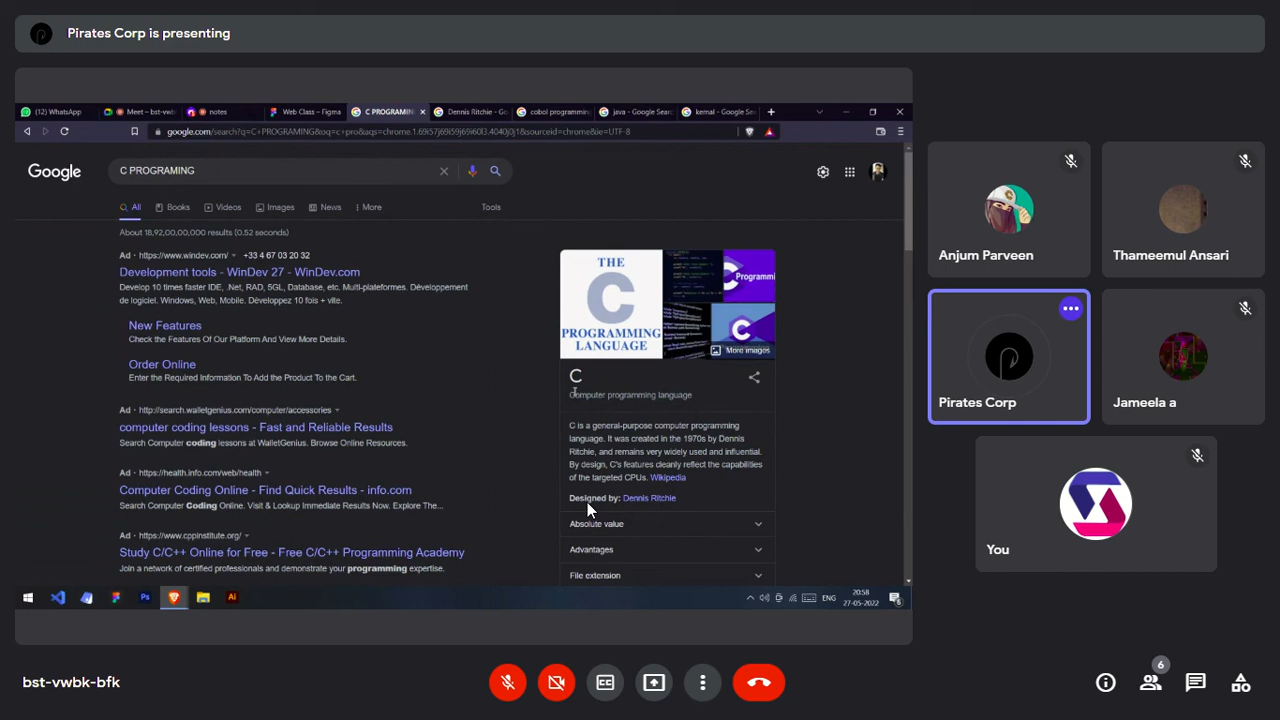 Pirates Corp is presenting
(12) WhatsApp
Meet – bst-vwb
notes
Web Class – Figma
C PROGRAMIN
Dennis Ritchie - Go
cobol programming
java - Google Sear
kemal - Google Se
google.com/search?q=C+PROGRAMING&oq=c+pro&aqs=chrome.1.69i57j69i59j69i60l3.4040j0j1&sourceid=chrome&ie=UTF-8
Google
C PROGRAMING
All
Books
Videos
Images
News
More
Tools
About 18,92,00,00,000 results (0.52 seconds)
Ad · https://www.windev.com/ +33 4 67 03 20 32
Development tools - WinDev 27 - WinDev.com
Develop 10 times faster IDE, .Net, RAD, 5GL, Database, etc. Multi-plateformes. Développement
de logiciel. Windows, Web, Mobile. Développez 10 fois + vite.
New Features
Check the Features Of Our Platform And View More Details.
Order Online
Enter the Required Information To Add the Product To the Cart.
Ad · http://search.walletgenius.com/computer/accessories
computer coding lessons - Fast and Reliable Results
Search Computer coding lessons at WalletGenius. Browse Online Resources.
Ad · https://health.info.com/web/health
Computer Coding Online - Find Quick Results - info.com
Search Computer Coding Online. Visit & Lookup Immediate Results Now. Explore The...
Ad · https://www.cppinstitute.org/
Study C/C++ Online for Free - Free C/C++ Programming Academy
Join a network of certified professionals and demonstrate your programming expertise.
THE
C
PROGRAMMING
LANGUAGE
Programmi
More images
C
Computer programming language
C is a general-purpose computer programming
language. It was created in the 1970s by Dennis
Ritchie, and remains very widely used and influential.
By design, C's features cleanly reflect the capabilities
of the targeted CPUs. Wikipedia
Designed by: Dennis Ritchie
Absolute value
Advantages
File extension
Ps
Ai
ENG
20:58
27-05-2022
Anjum Parveen
Thameemul Ansari
Pirates Corp
Jameela a
You
bst-vwbk-bfk
CC
6